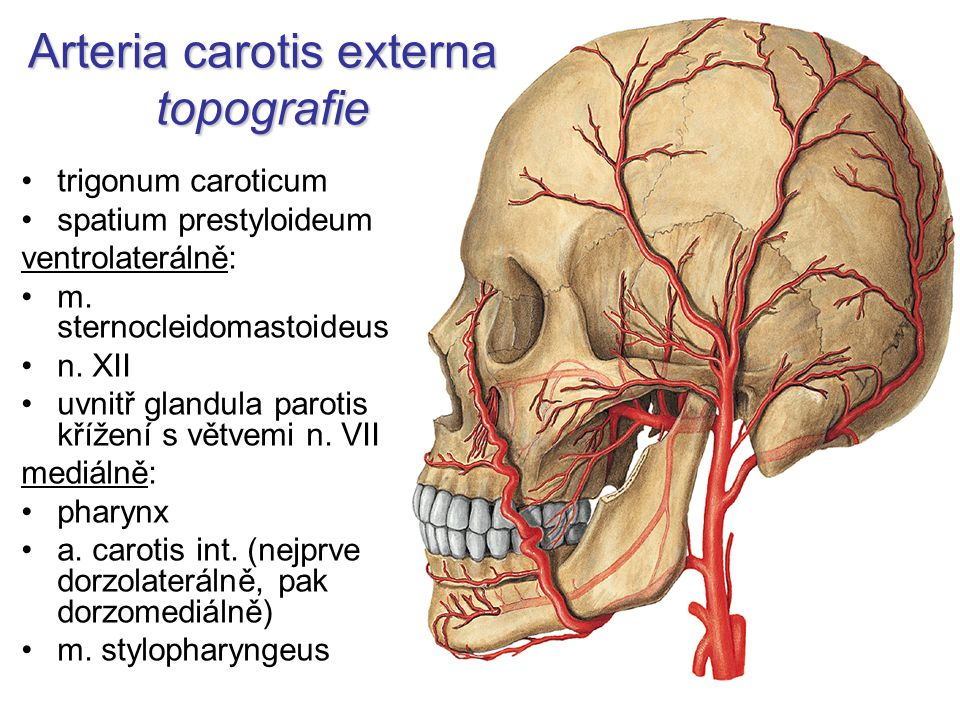 Arteria carotis externa
topografie
• trigonum caroticum
• spatium prestyloideum
ventrolaterálně:
• m.
sternocleidomastoideus
• n. XII
• uvnitř glandula parotis
křížení s větvemi n. VII
mediálně:
• pharynx
• a. carotis int. (nejprve
dorzolaterálně, pak
dorzomediálně)
• m. stylopharyngeus